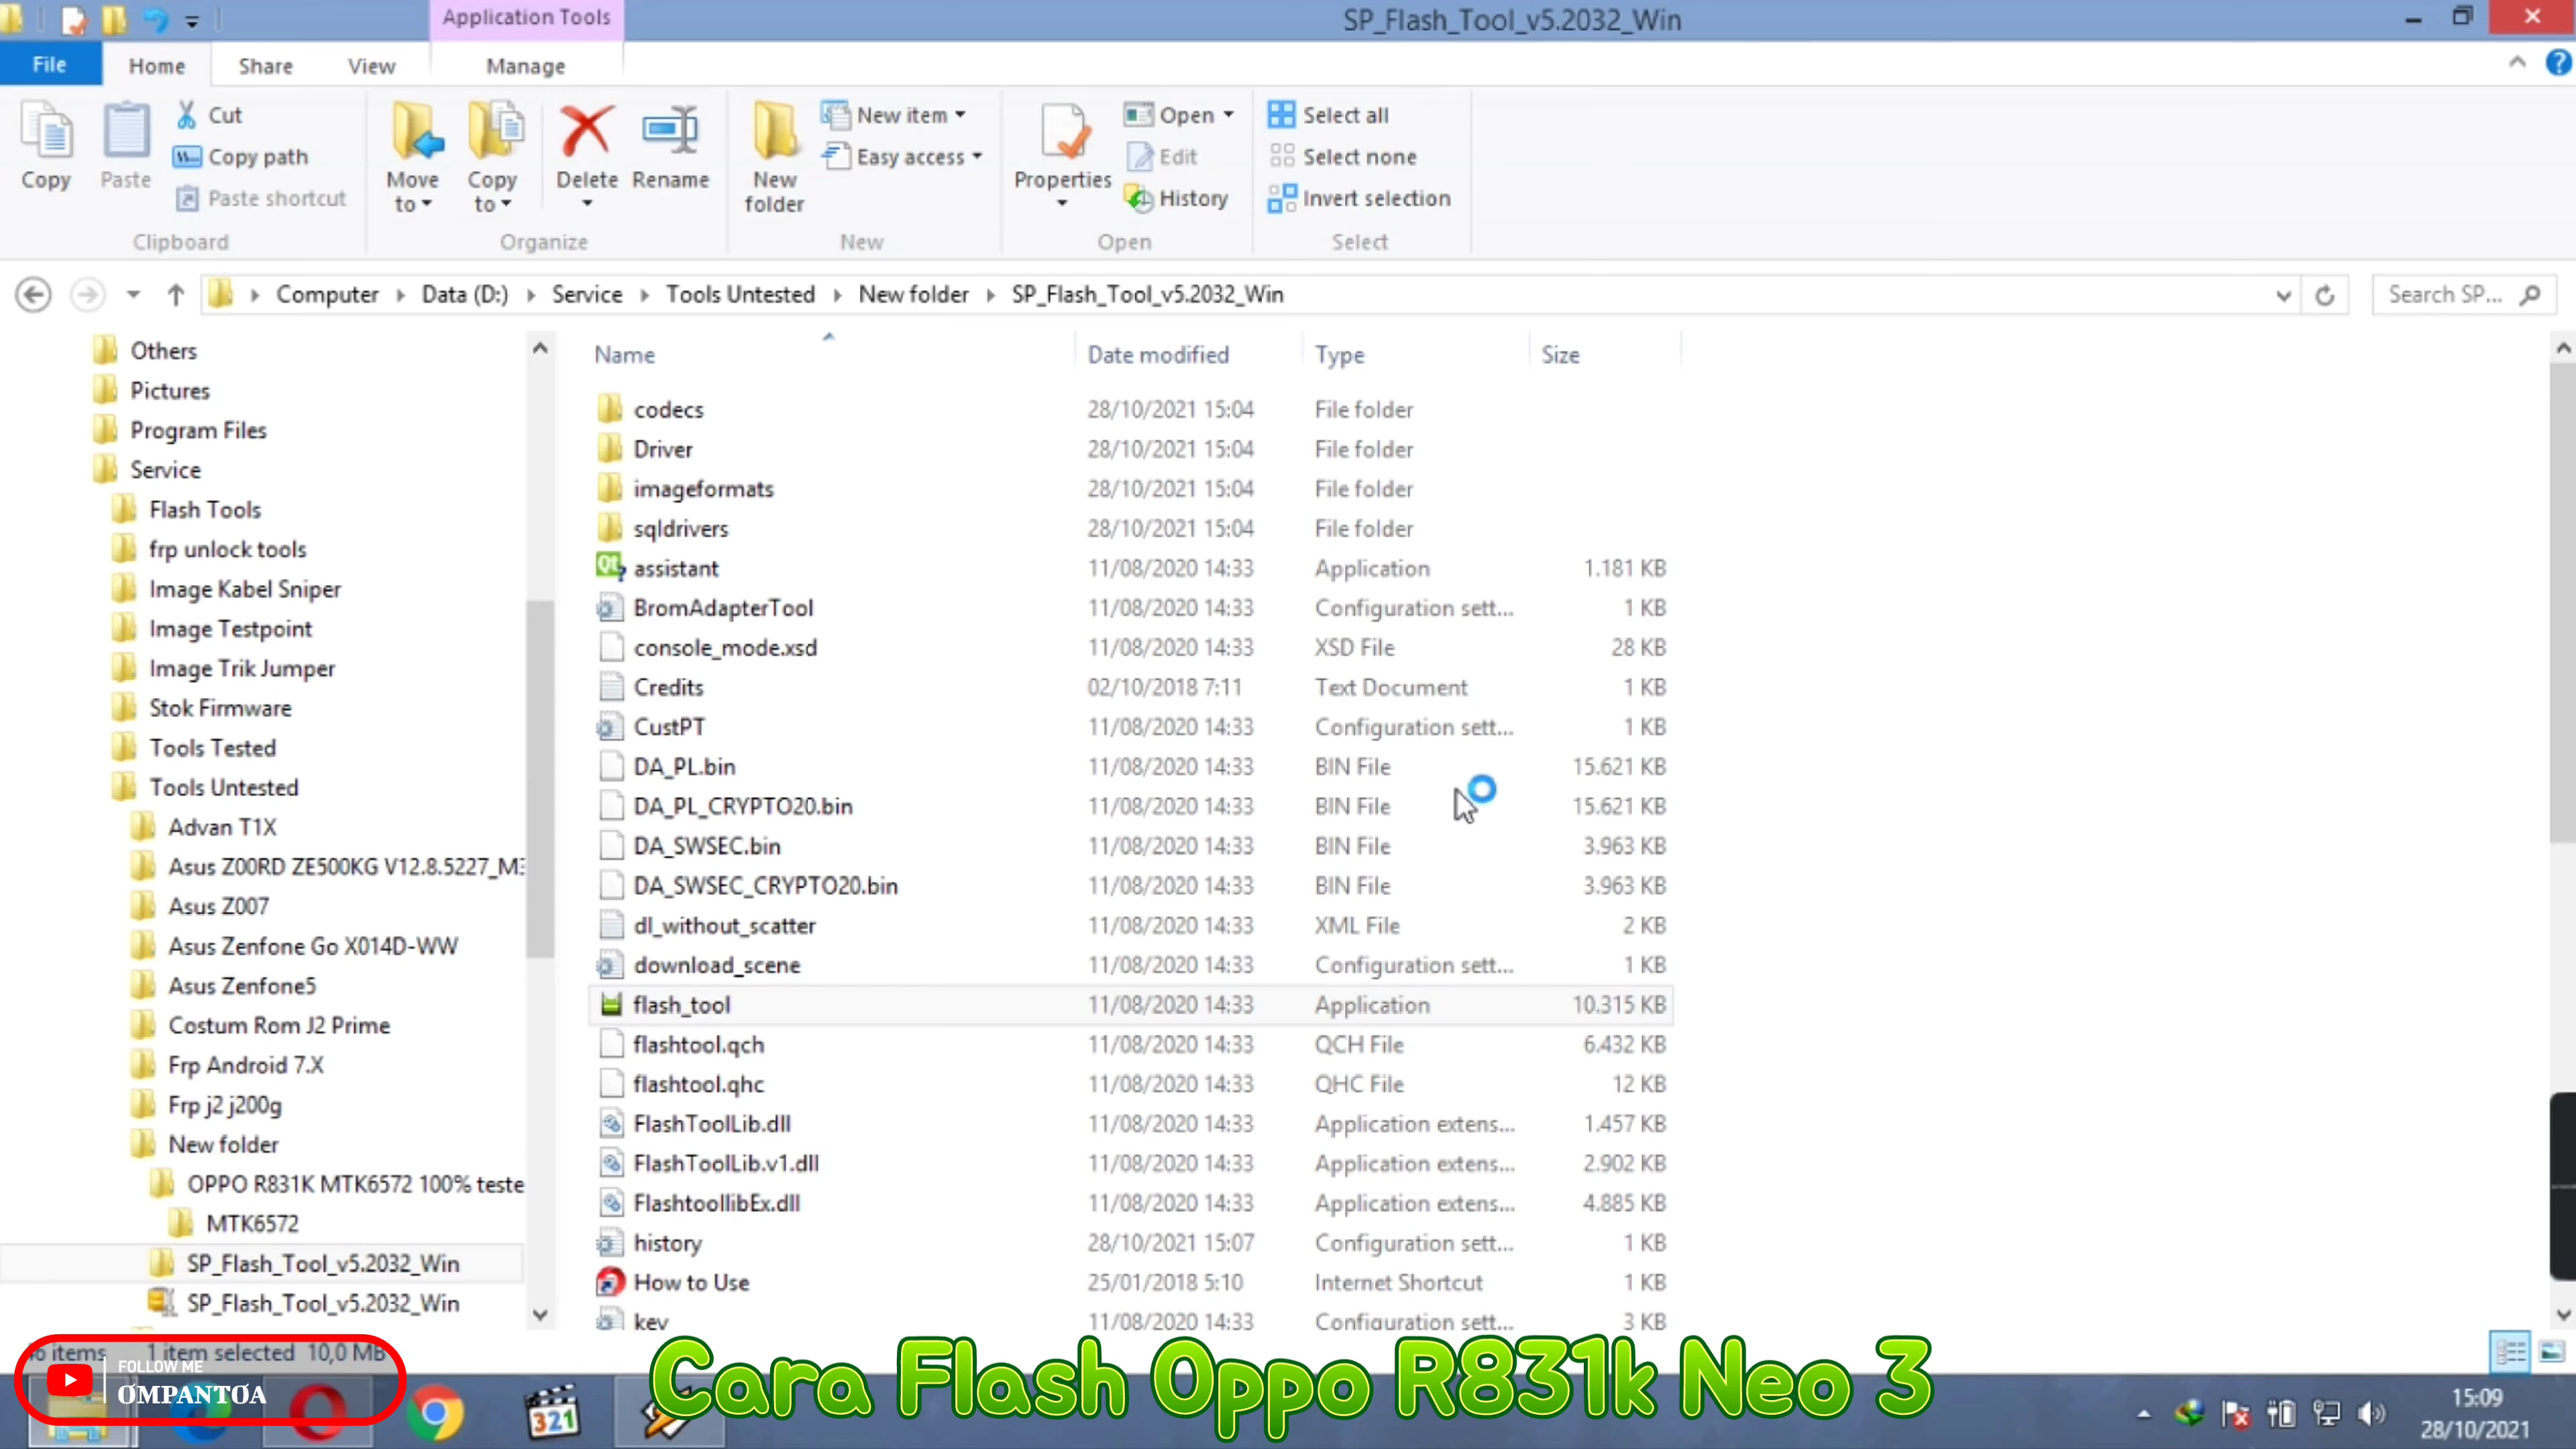 Application Tools
SP_Flash_Tool_v5.2032_Win
File Home Share View Manage
Copy
Paste
Cut
Copy path
Paste shortcut
Clipboard
Move to
Copy to
Delete
Rename
Organize
New folder
New item
Easy access
New
Properties
Open
Edit
History
Open
Select all
Select none
Invert selection
Select
Computer Data (D:) Service Tools Untested New folder SP_Flash_Tool_v5.2032_Win
Search SP...
Others
Pictures
Program Files
Service
Flash Tools
frp unlock tools
Image Kabel Sniper
Image Testpoint
Image Trik Jumper
Stok Firmware
Tools Tested
Tools Untested
Advan T1X
Asus Z00RD ZE500KG V12.8.5227_M3
Asus Z007
Asus Zenfone Go X014D-WW
Asus Zenfone5
Costum Rom J2 Prime
Frp Android 7.X
Frp j2 j200g
New folder
OPPO R831K MTK6572 100% teste
MTK6572
SP_Flash_Tool_v5.2032_Win
SP_Flash_Tool_v5.2032_Win
Name Date modified Type Size
codecs 28/10/2021 15:04 File folder
Driver 28/10/2021 15:04 File folder
imageformats 28/10/2021 15:04 File folder
sqldrivers 28/10/2021 15:04 File folder
assistant 11/08/2020 14:33 Application 1.181 KB
BromAdapterTool 11/08/2020 14:33 Configuration sett... 1 KB
console_mode.xsd 11/08/2020 14:33 XSD File 28 KB
Credits 02/10/2018 7:11 Text Document 1 KB
CustPT 11/08/2020 14:33 Configuration sett... 1 KB
DA_PL.bin 11/08/2020 14:33 BIN File 15.621 KB
DA_PL_CRYPTO20.bin 11/08/2020 14:33 BIN File 15.621 KB
DA_SWSEC.bin 11/08/2020 14:33 BIN File 3.963 KB
DA_SWSEC_CRYPTO20.bin 11/08/2020 14:33 BIN File 3.963 KB
dl_without_scatter 11/08/2020 14:33 XML File 2 KB
download_scene 11/08/2020 14:33 Configuration sett... 1 KB
flash_tool 11/08/2020 14:33 Application 10.315 KB
flashtool.qch 11/08/2020 14:33 QCH File 6.432 KB
flashtool.qhc 11/08/2020 14:33 QHC File 12 KB
FlashToolLib.dll 11/08/2020 14:33 Application extens... 1.457 KB
FlashToolLib.v1.dll 11/08/2020 14:33 Application extens... 2.902 KB
FlashtoollibEx.dll 11/08/2020 14:33 Application extens... 4.885 KB
history 28/10/2021 15:07 Configuration sett... 1 KB
How to Use 25/01/2018 5:10 Internet Shortcut 1 KB
key 11/08/2020 14:33 Configuration sett... 3 KB
items 1 item selected 10,0 MB
FOLLOW ME
OMPANTOA
321
Cara Flash Oppo R831k Neo 3
15:09
28/10/2021